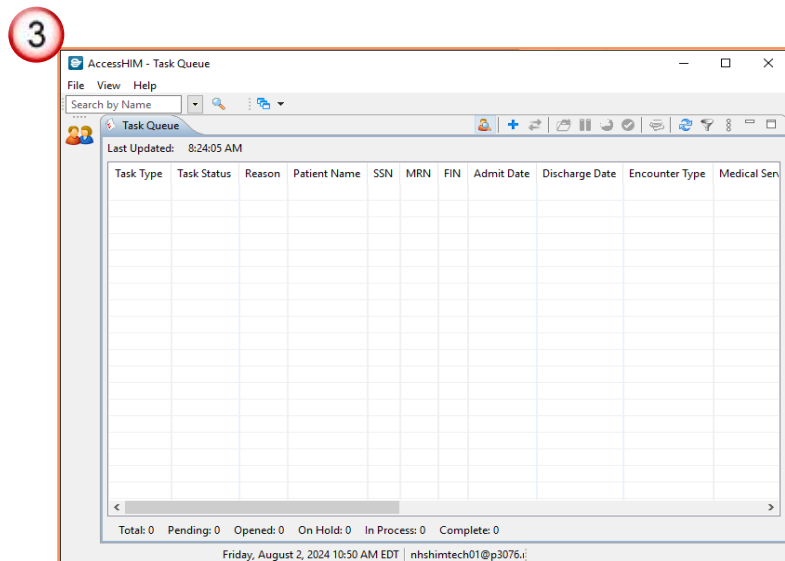 3
AccessHIM - Task Queue
File View Help
Search by Name
Task Queue
Last Updated: 8:24:05 AM
Task Type Task Status Reason Patient Name SSN MRN FIN Admit Date Discharge Date Encounter Type Medical Ser
Total: 0 Pending: 0 Opened: 0 On Hold: 0 In Process: 0 Complete: 0
Friday, August 2, 2024 10:50 AM EDT nhshimtech01@p3076.